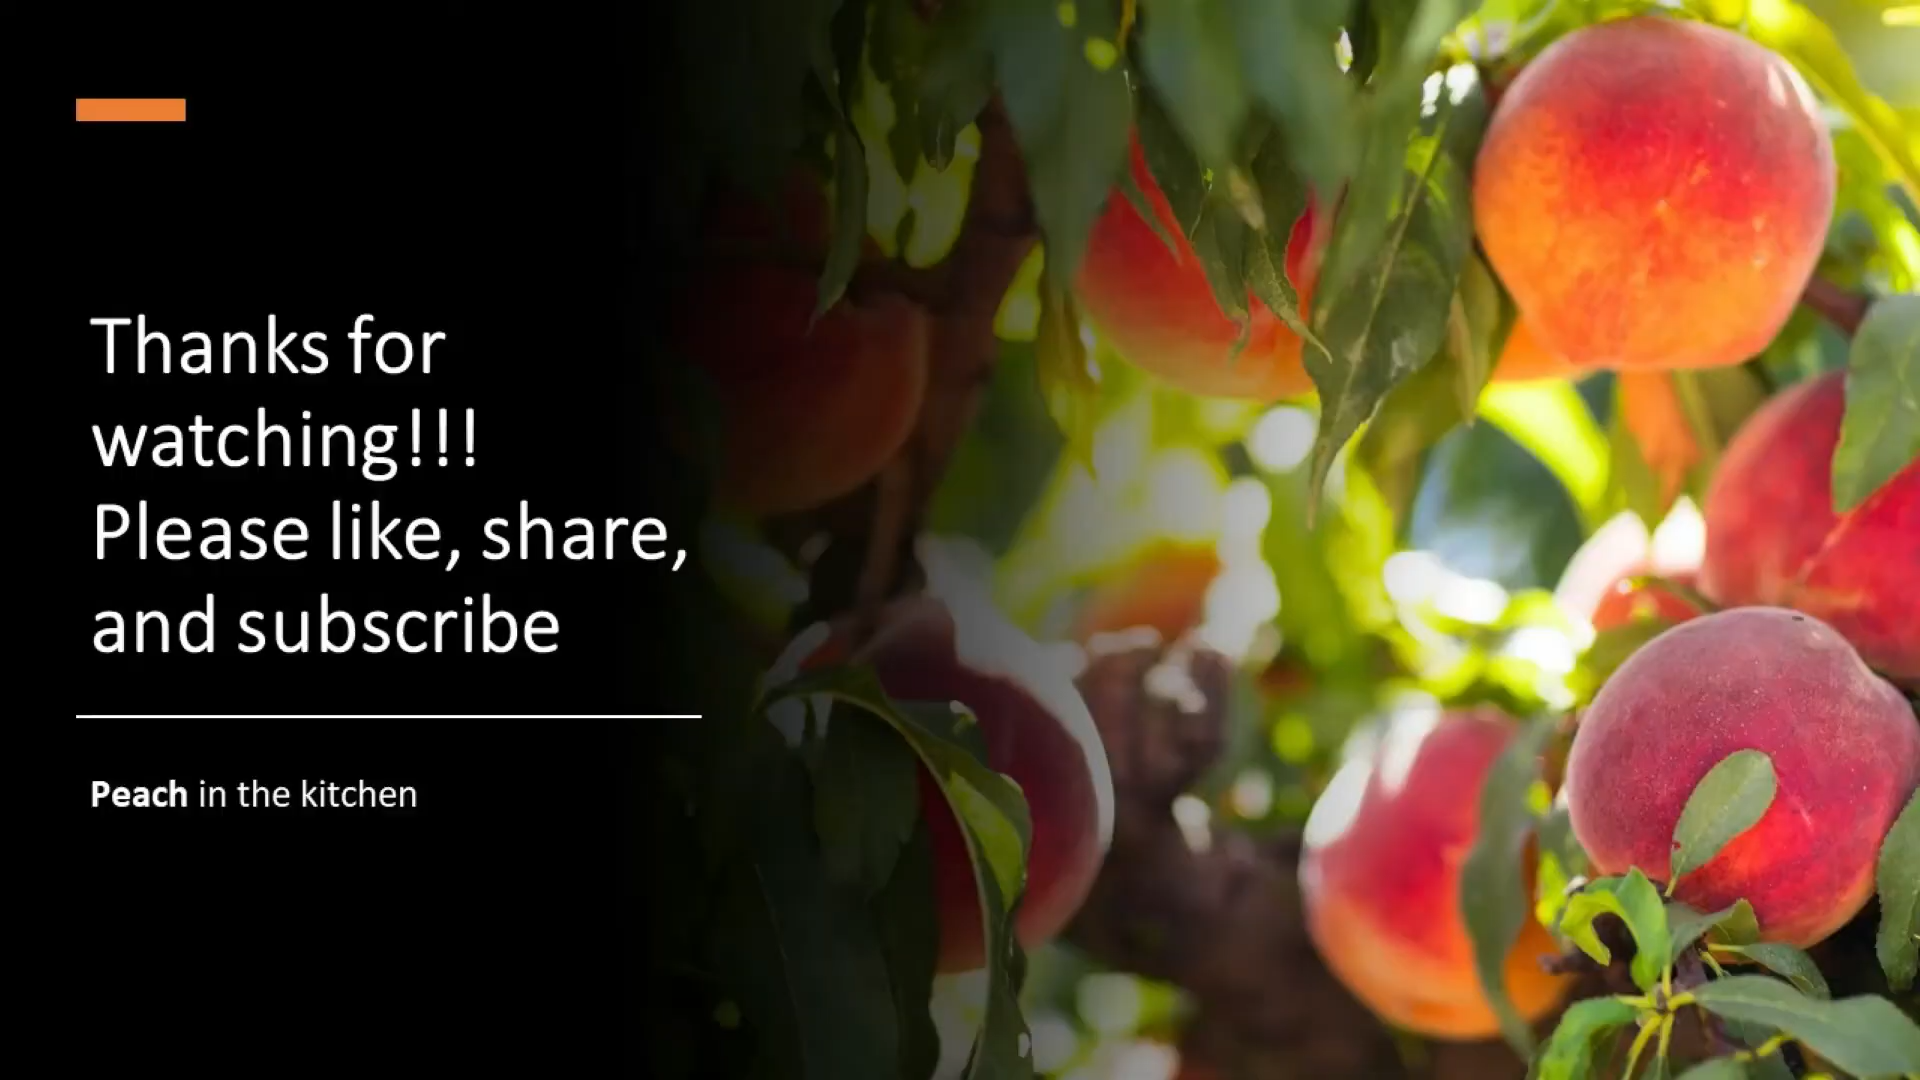 Thanks for
watching!!!
Please like, share,
and subscribe
Peach in the kitchen